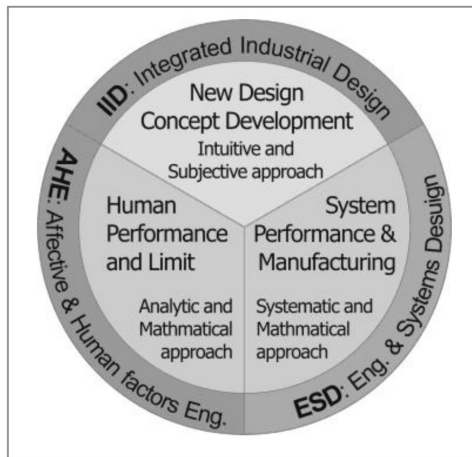 IID: Integrated Industrial Design
New Design
Concept Development
Intuitive and
Subjective approach
AHE: Affective & Human factors Eng.
Human
Performance
and Limit
Analytic and
Mathmatical
approach
System
Performance &
Manufacturing
Systematic and
Mathmatical
approach
ESD: Eng. & Systems Desuign